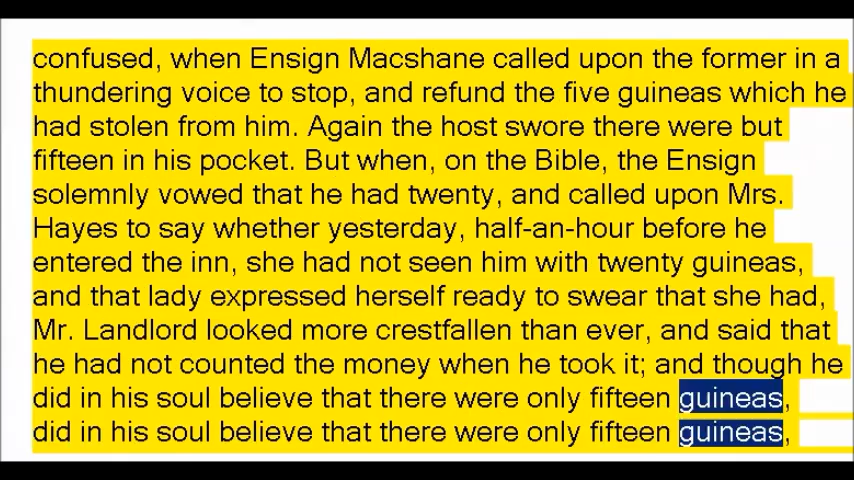 confused, when Ensign Macshane called upon the former in a
thundering voice to stop, and refund the five guineas which he
had stolen from him. Again the host swore there were but
fifteen in his pocket. But when, on the Bible, the Ensign
solemnly vowed that he had twenty, and called upon Mrs.
Hayes to say whether yesterday, half-an-hour before he
entered the inn, she had not seen him with twenty guineas,
and that lady expressed herself ready to swear that she had,
Mr. Landlord looked more crestfallen than ever, and said that
he had not counted the money when he took it; and though he
did in his soul believe that there were only fifteen guineas,
did in his soul believe that there were only fifteen guineas,